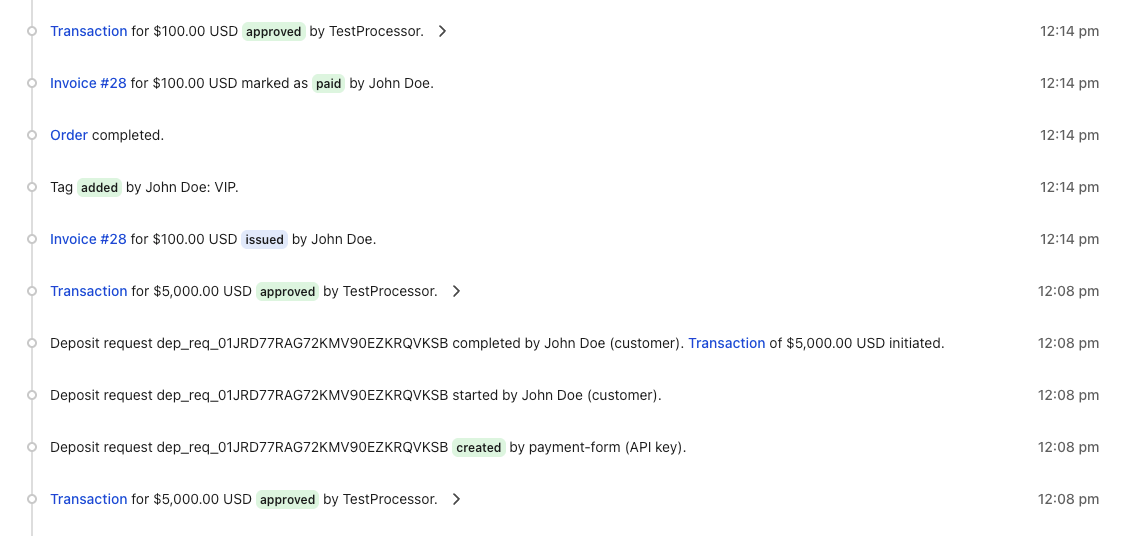 Transaction for $100.00 USD approved by TestProcessor. 12:14 pm
Invoice #28 for $100.00 USD marked as paid by John Doe. 12:14 pm
Order completed. 12:14 pm
Tag added by John Doe: VIP. 12:14 pm
Invoice #28 for $100.00 USD issued by John Doe. 12:14 pm
Transaction for $5,000.00 USD approved by TestProcessor. 12:08 pm
Deposit request dep_req_01JRD77RAG72KMV90EZKRQVKSB completed by John Doe (customer). Transaction of $5,000.00 USD initiated. 12:08 pm
Deposit request dep_req_01JRD77RAG72KMV90EZKRQVKSB started by John Doe (customer). 12:08 pm
Deposit request dep_req_01JRD77RAG72KMV90EZKRQVKSB created by payment-form (API key). 12:08 pm
Transaction for $5,000.00 USD approved by TestProcessor. 12:08 pm